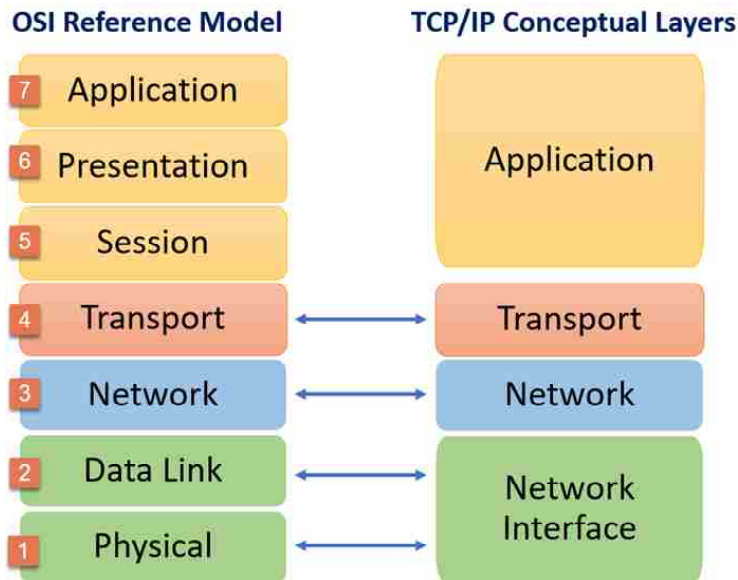 OSI Reference Model
TCP/IP Conceptual Layers
7 Application
6 Presentation
5 Session
4 Transport
3 Network
2 Data Link
1 Physical
Application
Transport
Network
Network
Interface